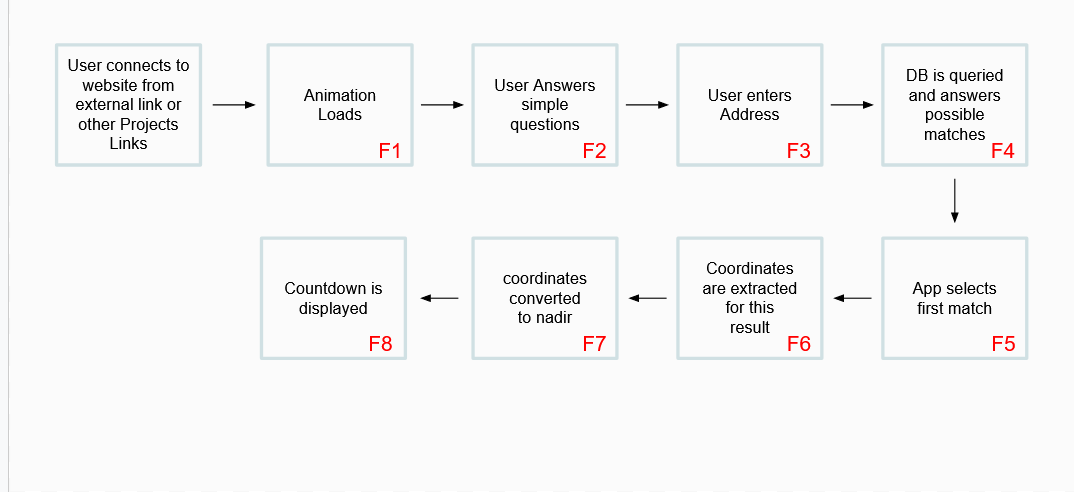 User connects to
website from
external link or
other Projects
Links
Animation
Loads
F1
User Answers
simple
questions
F2
User enters
Address
F3
DB is queried
and answers
possible
matches
F4
App selects
first match
F5
Coordinates
are extracted
for this
result
F6
coordinates
converted
to nadir
F7
Countdown is
displayed
F8